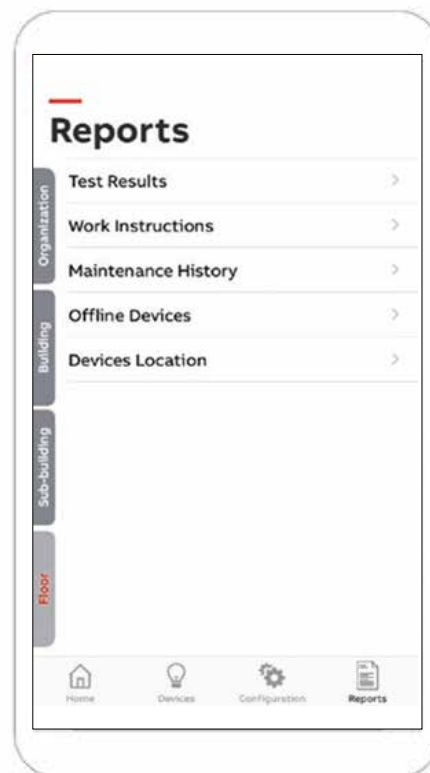 Reports
Organization
Test Results
Work Instructions
Maintenance History
Building
Offline Devices
Devices Location
Sub-building
Floor
Home
Devices
Configuration
Reports